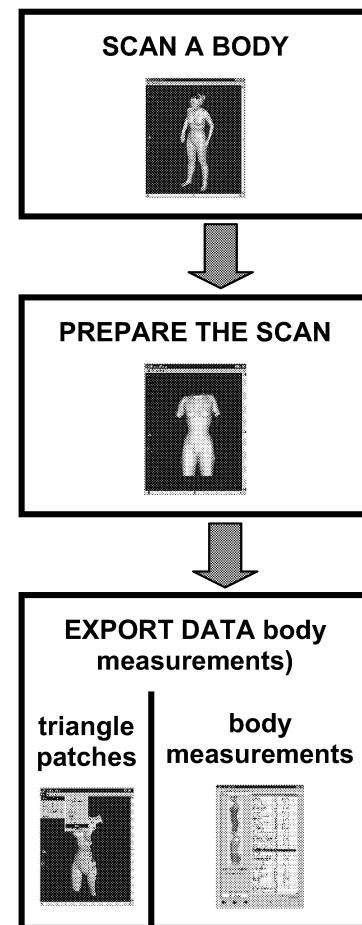 SCAN A BODY
PREPARE THE SCAN
EXPORT DATA body
measurements)
triangle
patches
body
measurements